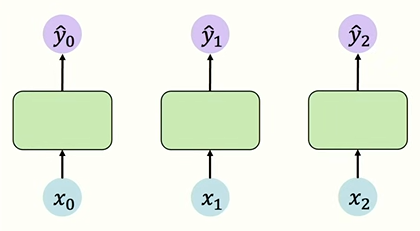 ŷ₀ ŷ₁ ŷ₂
x₀ x₁ x₂